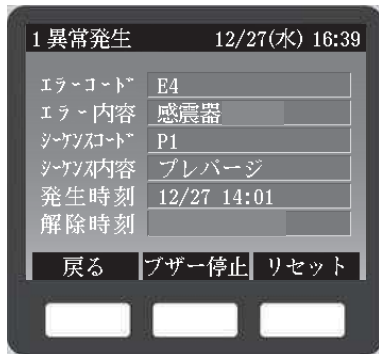 1 異常発生 12/27(水) 16:39
エラーコード E4
エラー内容 感震器
シーケンスコード P1
シーケンス内容 プレパージ
発生時刻 12/27 14:01
解除時刻
戻る ブザー停止 リセット